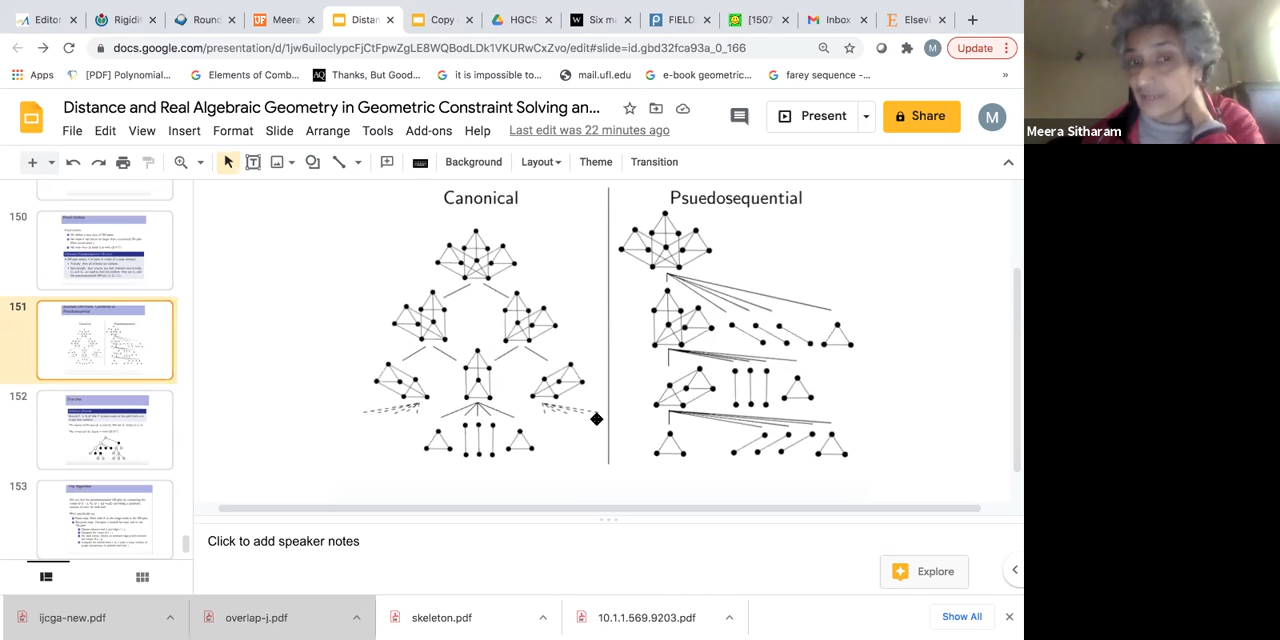 Editor
Rigidi
Round
Meera
Distan
Copy
HGCS
Six ma
FIELD
[1507
Inbox
Elsevi
docs.google.com/presentation/d/1jw6uiloclypcFjCtFpwZgLE8WQBodLDk1VKURwCxZvo/edit#slide=id.gbd32fca93a_0_166
M
Update
Apps
[PDF] Polynomial...
Elements of Comb...
AQ
Thanks, But Good...
it is impossible to...
mail.ufl.edu
e-book geometric...
farey sequence -...
»
Distance and Real Algebraic Geometry in Geometric Constraint Solving an...
Present
Share
M
File
Edit
View
Insert
Format
Slide
Arrange
Tools
Add-ons
Help
Last edit was 22 minutes ago
Background
Layout
Theme
Transition
Meera Sitharam
150
151
152
153
Canonical
Psuedosequential
Click to add speaker notes
Explore
ijcga-new.pdf
overlap-j.pdf
skeleton.pdf
10.1.1.569.9203.pdf
Show All